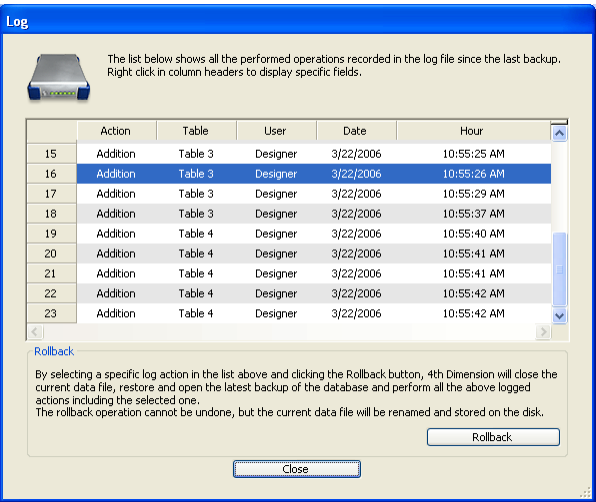 Log
The list below shows all the performed operations recorded in the log file since the last backup.
Right click in column headers to display specific fields.
Action Table User Date Hour
15 Addition Table 3 Designer 3/22/2006 10:55:25 AM
16 Addition Table 3 Designer 3/22/2006 10:55:26 AM
17 Addition Table 3 Designer 3/22/2006 10:55:29 AM
18 Addition Table 3 Designer 3/22/2006 10:55:37 AM
19 Addition Table 4 Designer 3/22/2006 10:55:40 AM
20 Addition Table 4 Designer 3/22/2006 10:55:41 AM
21 Addition Table 4 Designer 3/22/2006 10:55:41 AM
22 Addition Table 4 Designer 3/22/2006 10:55:42 AM
23 Addition Table 4 Designer 3/22/2006 10:55:42 AM
Rollback
By selecting a specific log action in the list above and clicking the Rollback button, 4th Dimension will close the
current data file, restore and open the latest backup of the database and perform all the above logged
actions including the selected one.
The rollback operation cannot be undone, but the current data file will be renamed and stored on the disk.
Rollback
Close